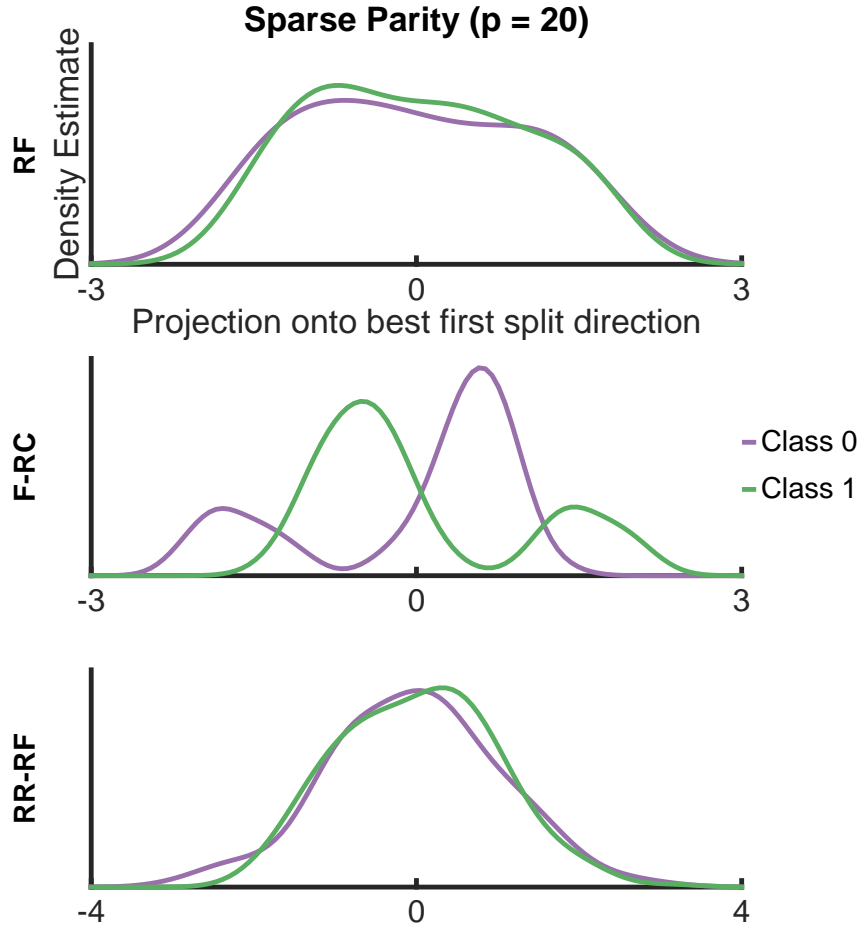 Sparse Parity (p = 20)
RF
Density Estimate
-3 0 3
Projection onto best first split direction
F-RC
Class 0
Class 1
-3 0 3
RR-RF
-4 0 4